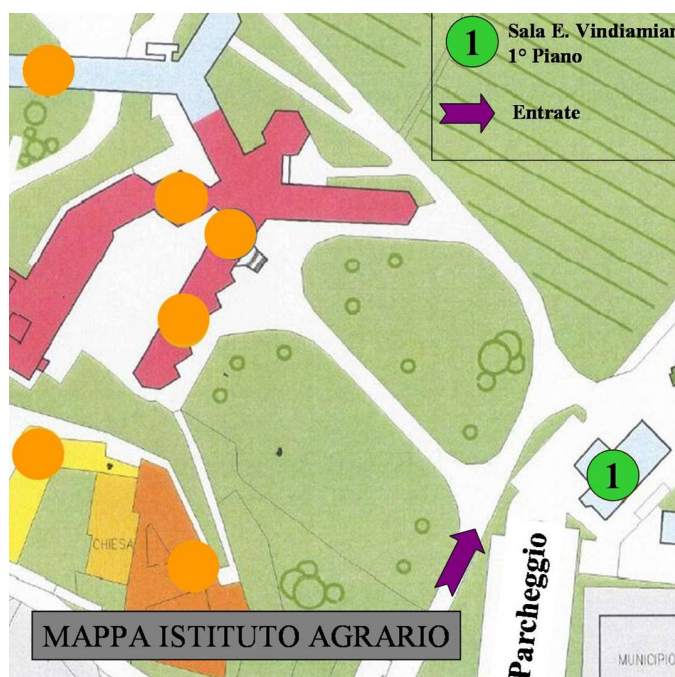 1
Sala E. Vindiamian
1° Piano
Entrate
1
CHIESA
Parcheggio
MAPPA ISTITUTO AGRARIO
MUNICIPIO